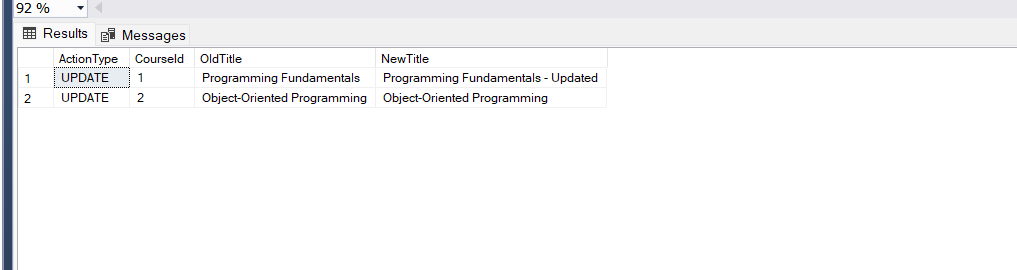 92 %
Results Messages
ActionType CourseId OldTitle NewTitle
1 UPDATE 1 Programming Fundamentals Programming Fundamentals - Updated
2 UPDATE 2 Object-Oriented Programming Object-Oriented Programming